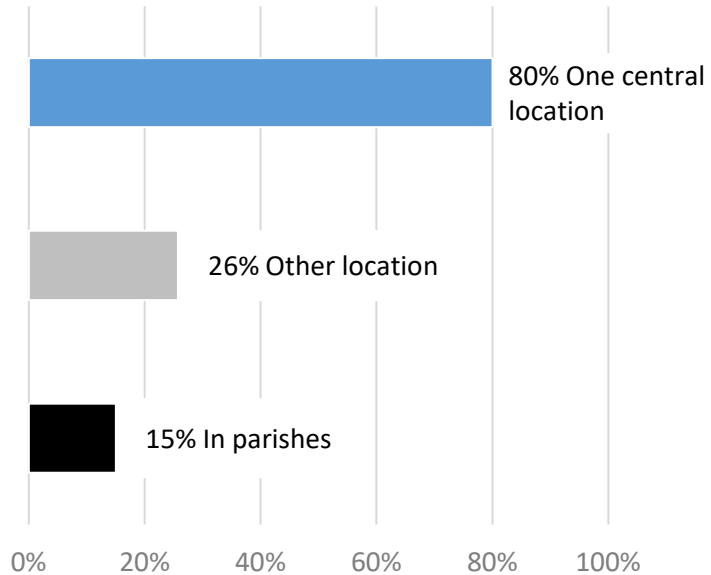 80% One central
location
26% Other location
15% In parishes
0% 20% 40% 60% 80% 100%